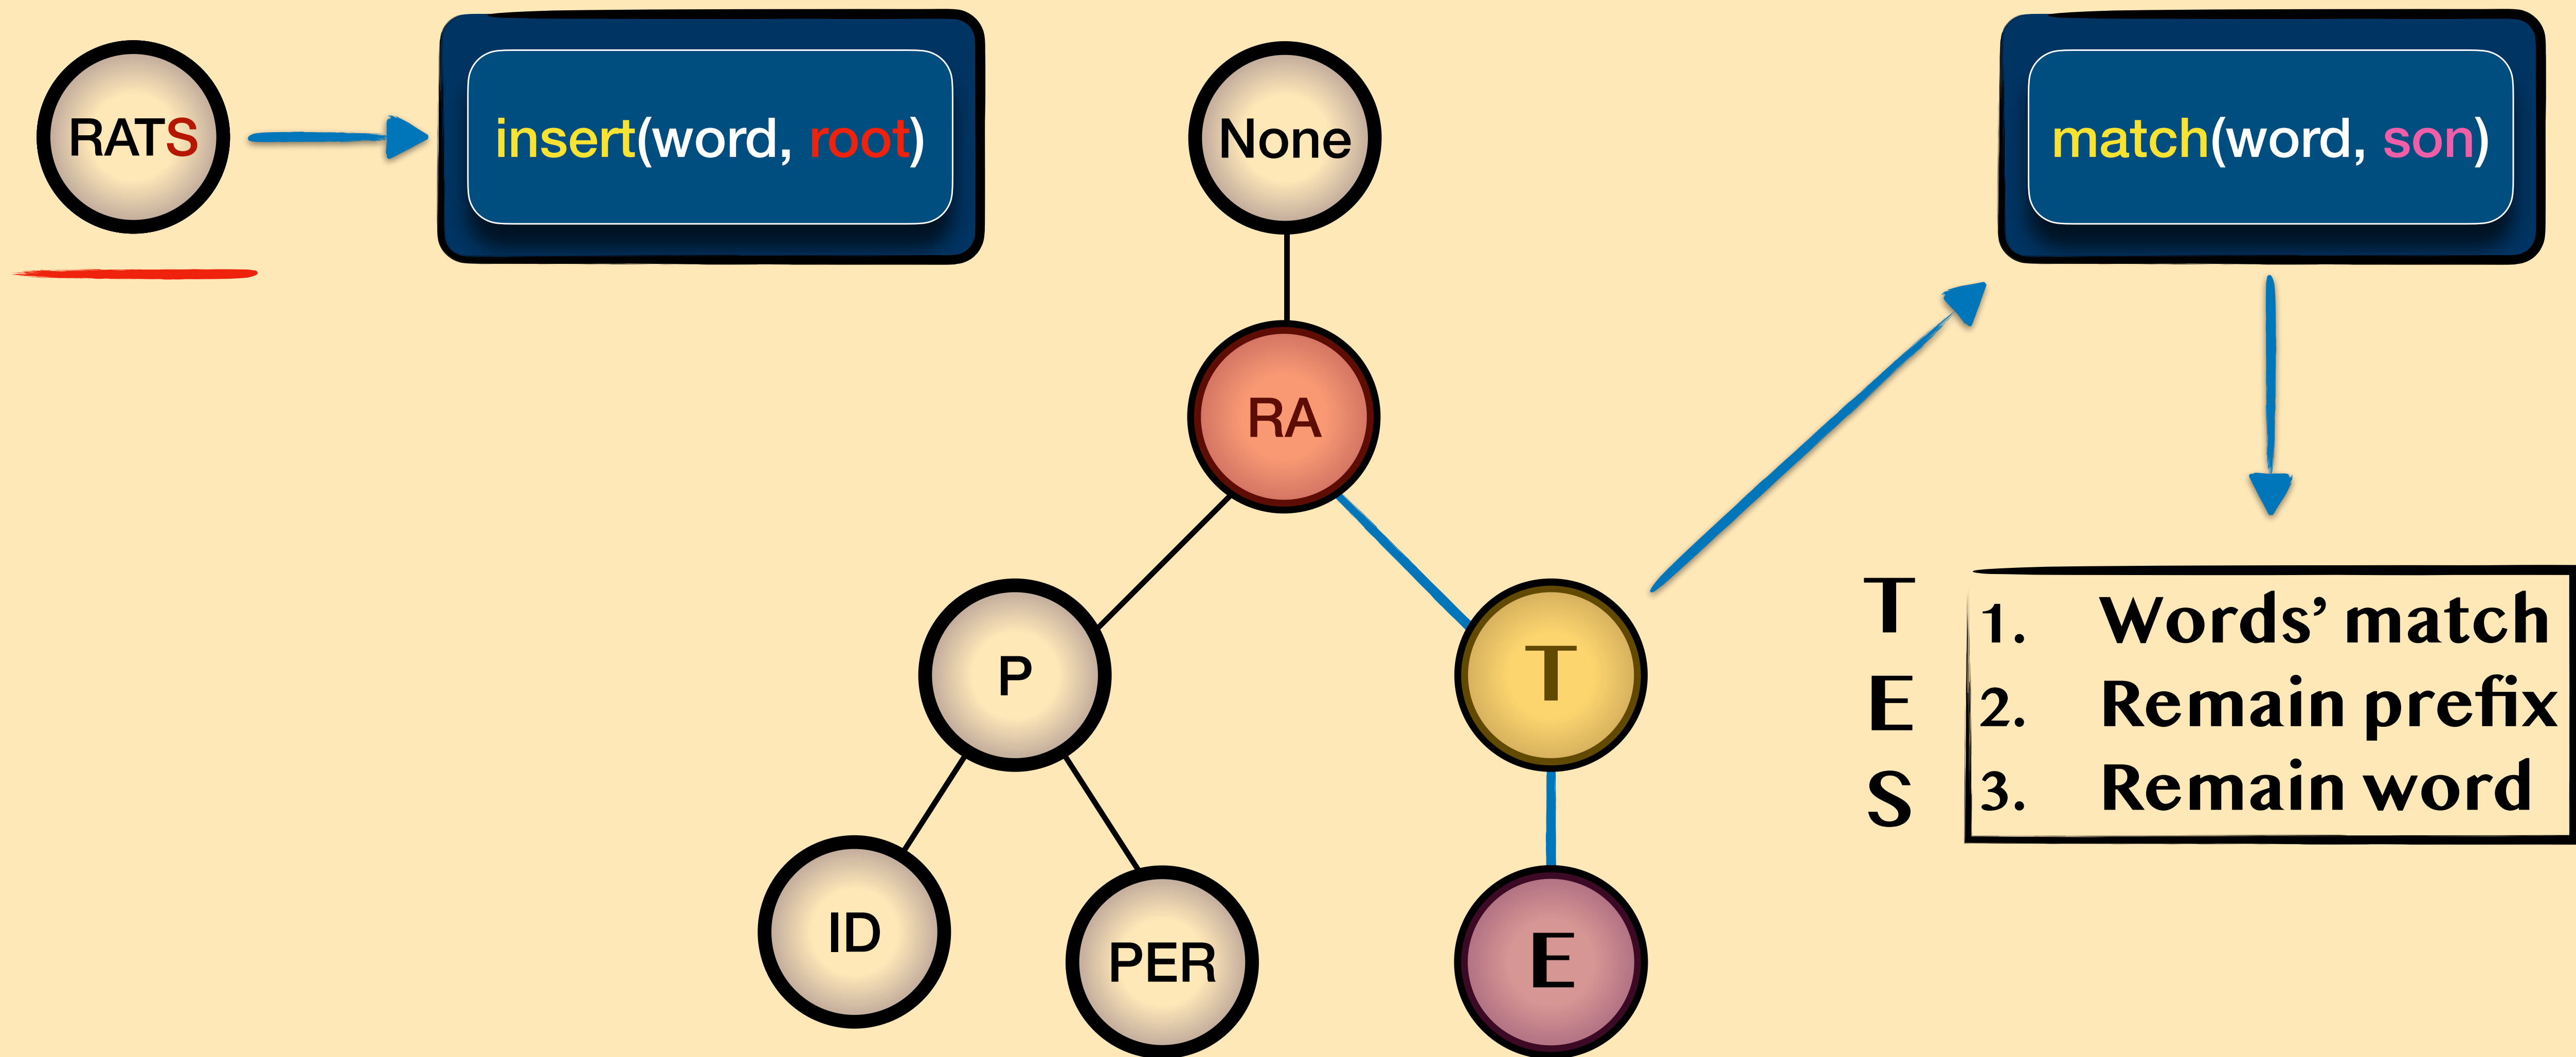 RATS
insert(word, root)
None
match(word, son)
RA
P
T
ID
PER
E
T
E
S
1. Words’ match
2. Remain prefix
3. Remain word